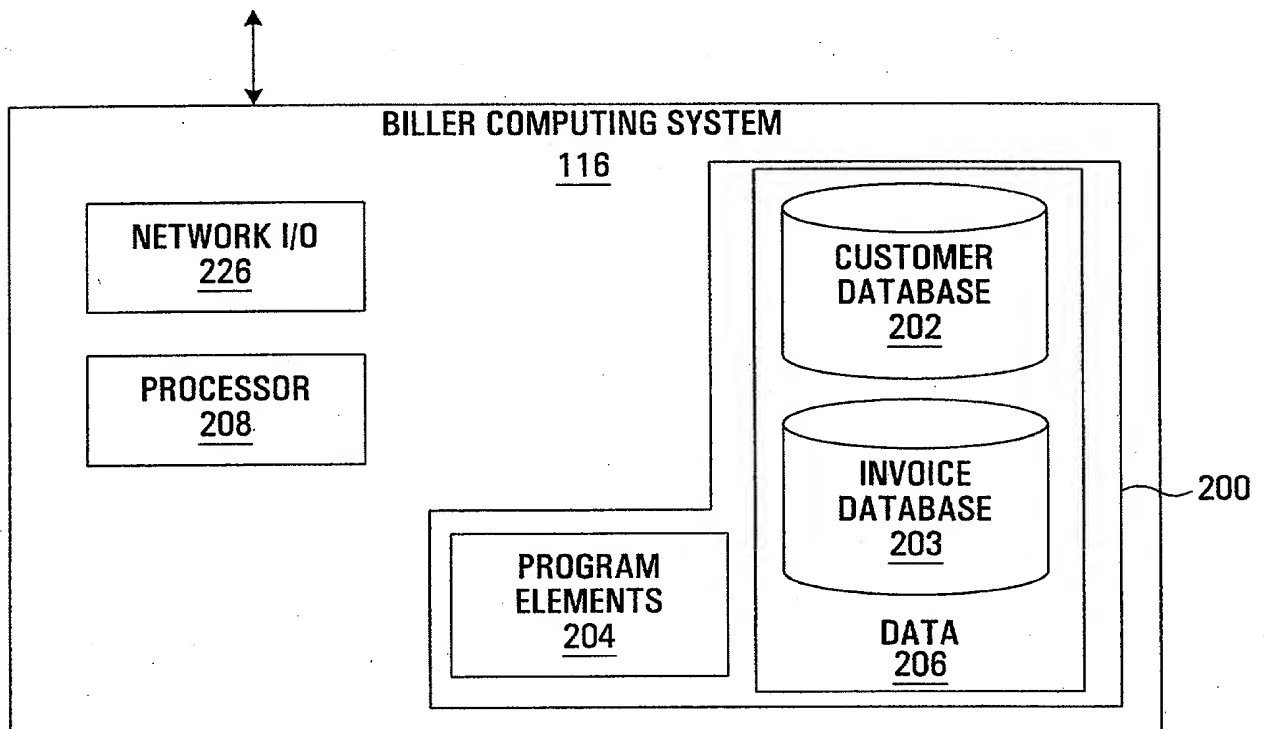 BILLER COMPUTING SYSTEM
116
NETWORK I/O
226
PROCESSOR
208
CUSTOMER
DATABASE
202
INVOICE
DATABASE
203
200
PROGRAM
ELEMENTS
204
DATA
206